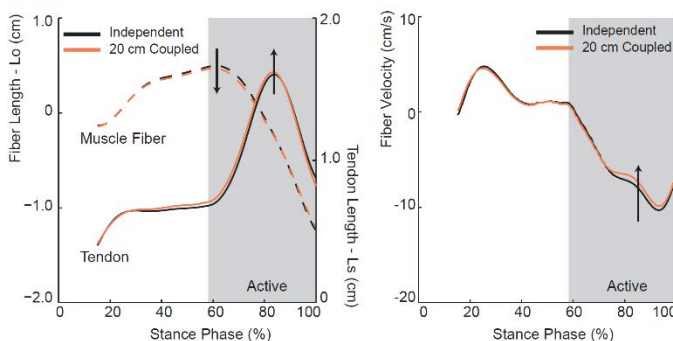 Fiber Length - Lo (cm)
1.0
0
−1.0
−2.0
Independent
20 cm Coupled
Muscle Fiber
Tendon
Active
2.0
1.0
0
Tendon Length - Ls (cm)
0
20
40
60
80
100
Stance Phase (%)
Fiber Velocity (cm/s)
10
0
−10
−20
Independent
20 cm Coupled
Active
0
20
40
60
80
100
Stance Phase (%)